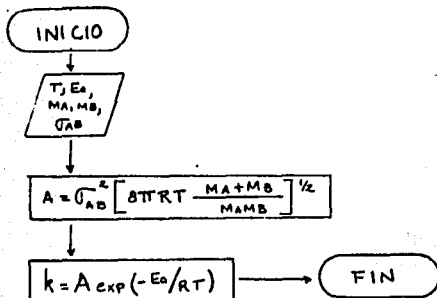 INICIO
T, Ea,
MA, MB,
σAB
A = σAB² [8πRT (MA+MB)/(MAMB)]^1/2
k = A exp(-Ea/RT)
FIN